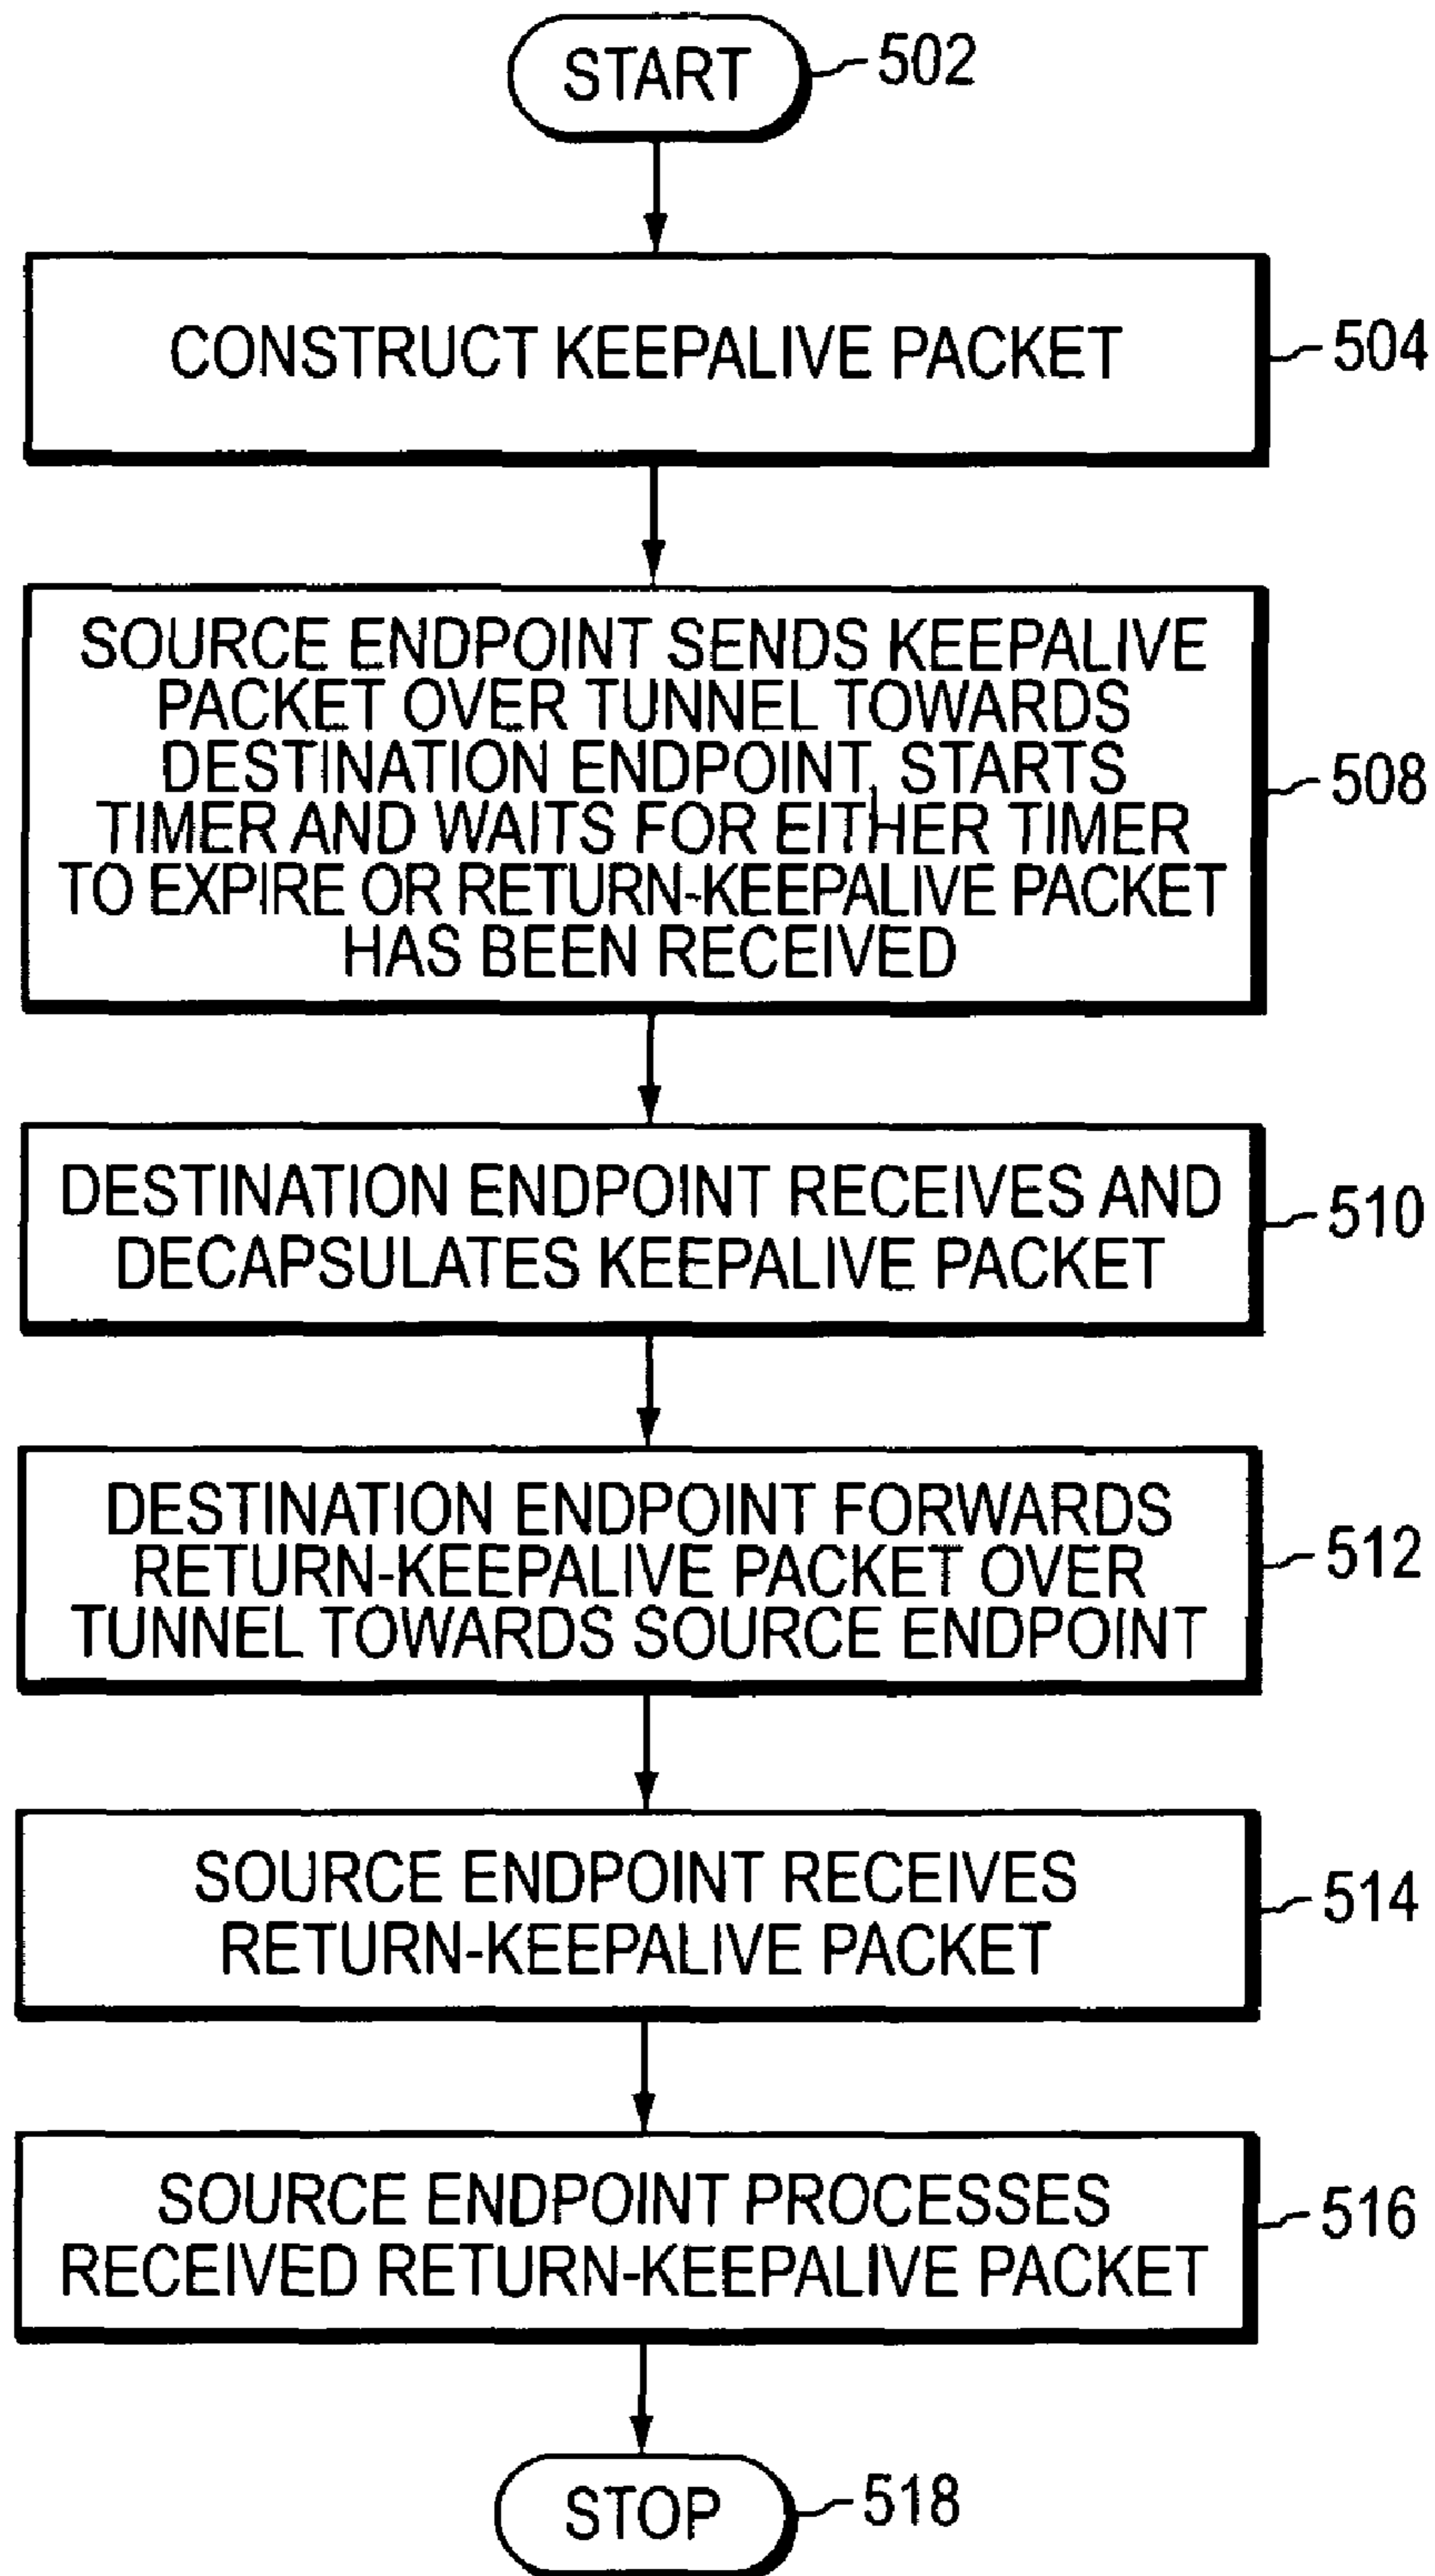 START 502
CONSTRUCT KEEPALIVE PACKET 504
SOURCE ENDPOINT SENDS KEEPALIVE
PACKET OVER TUNNEL TOWARDS
DESTINATION ENDPOINT, STARTS
TIMER AND WAITS FOR EITHER TIMER
TO EXPIRE OR RETURN-KEEPALIVE PACKET
HAS BEEN RECEIVED
508
DESTINATION ENDPOINT RECEIVES AND
DECAPSULATES KEEPALIVE PACKET
510
DESTINATION ENDPOINT FORWARDS
RETURN-KEEPALIVE PACKET OVER
TUNNEL TOWARDS SOURCE ENDPOINT
512
SOURCE ENDPOINT RECEIVES
RETURN-KEEPALIVE PACKET
514
SOURCE ENDPOINT PROCESSES
RECEIVED RETURN-KEEPALIVE PACKET
516
STOP 518